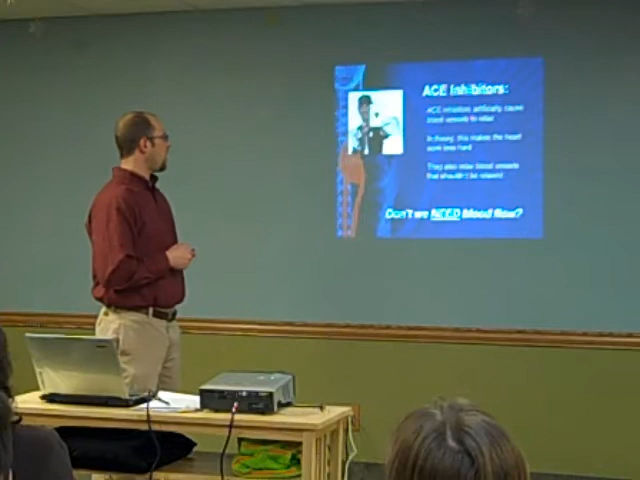 ACE Inhibitors:
ACE inhibitors artificially cause
blood vessels to relax
In theory, this makes the heart
work less hard
They also relax blood vessels
that shouldn't be relaxed
Don't we NEED blood flow?